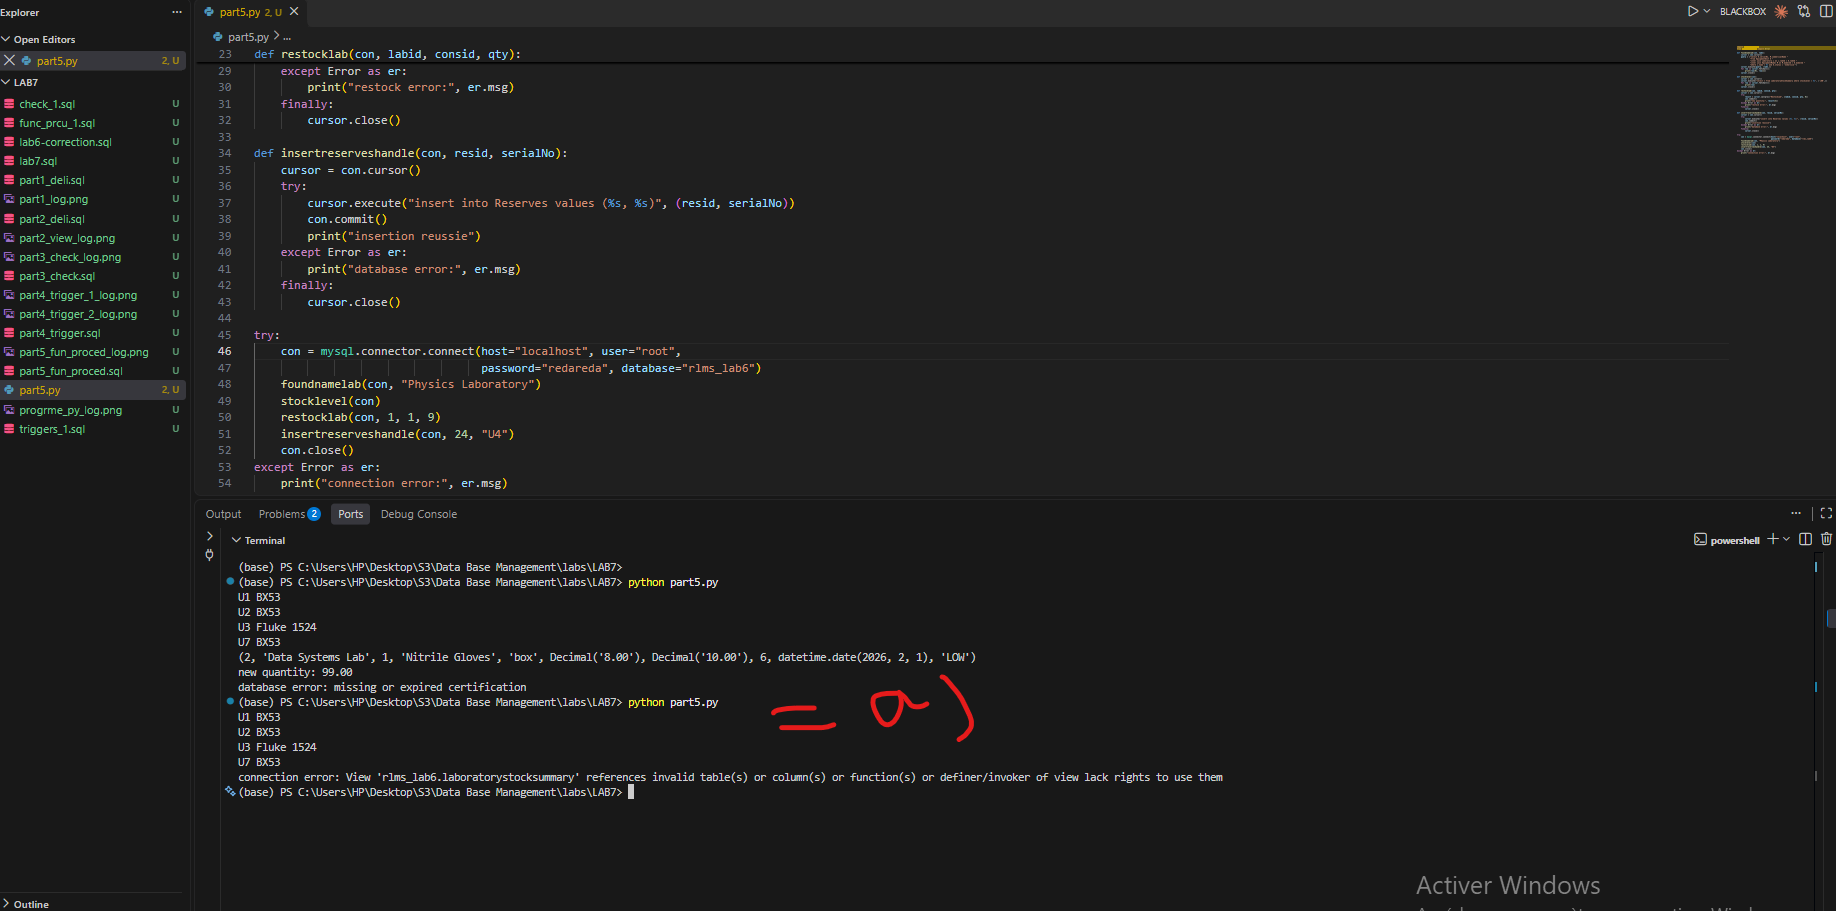 Explorer
Open Editors
part5.py 2, U
LAB7
check_1.sql U
func_prcu_1.sql U
lab6-correction.sql U
lab7.sql U
part1_deli.sql U
part1_log.png U
part2_deli.sql U
part2_view_log.png U
part3_check_log.png U
part3_check.sql U
part4_trigger_1_log.png U
part4_trigger_2_log.png U
part4_trigger.sql U
part5_fun_proced_log.png U
part5_fun_proced.sql U
part5.py 2, U
progrme_py_log.png U
triggers_1.sql U
Outline
part5.py 2, U
BLACKBOX
part5.py > ...
23 def restocklab(con, labid, consid, qty):
29 except Error as er:
30 print("restock error:", er.msg)
31 finally:
32 cursor.close()
33
34 def insertreserveshandle(con, resid, serialNo):
35 cursor = con.cursor()
36 try:
37 cursor.execute("insert into Reserves values (%s, %s)", (resid, serialNo))
38 con.commit()
39 print("insertion reussie")
40 except Error as er:
41 print("database error:", er.msg)
42 finally:
43 cursor.close()
44
45 try:
46 con = mysql.connector.connect(host="localhost", user="root",
47 password="redareda", database="rlms_lab6")
48 foundnamelab(con, "Physics Laboratory")
49 stocklevel(con)
50 restocklab(con, 1, 1, 9)
51 insertreserveshandle(con, 24, "U4")
52 con.close()
53 except Error as er:
54 print("connection error:", er.msg)
Output Problems 2 Ports Debug Console
Terminal
powershell
(base) PS C:\Users\HP\Desktop\S3\Data Base Management\labs\LAB7>
(base) PS C:\Users\HP\Desktop\S3\Data Base Management\labs\LAB7> python part5.py
U1 BX53
U2 BX53
U3 Fluke 1524
U7 BX53
(2, 'Data Systems Lab', 1, 'Nitrile Gloves', 'box', Decimal('8.00'), Decimal('10.00'), 6, datetime.date(2026, 2, 1), 'LOW')
new quantity: 99.00
database error: missing or expired certification
(base) PS C:\Users\HP\Desktop\S3\Data Base Management\labs\LAB7> python part5.py
= a)
U1 BX53
U2 BX53
U3 Fluke 1524
U7 BX53
connection error: View 'rlms_lab6.laboratorystocksummary' references invalid table(s) or column(s) or function(s) or definer/invoker of view lack rights to use them
(base) PS C:\Users\HP\Desktop\S3\Data Base Management\labs\LAB7>
Activer Windows